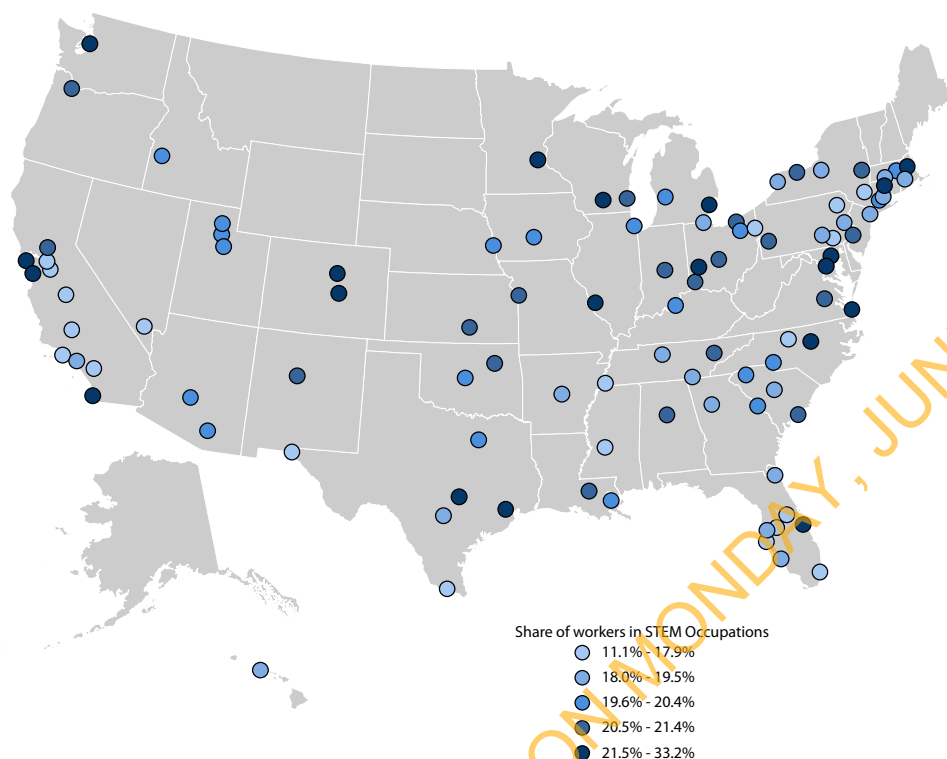 Share of workers in STEM Occupations
11.1% - 17.9%
18.0% - 19.5%
19.6% - 20.4%
20.5% - 21.4%
21.5% - 33.2%
ON MONDAY, JUN